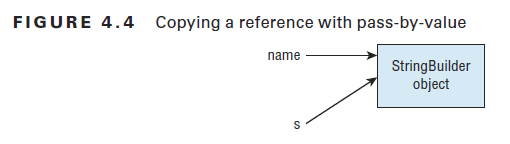 FIGURE 4.4 Copying a reference with pass-by-value
name
StringBuilder
object
s